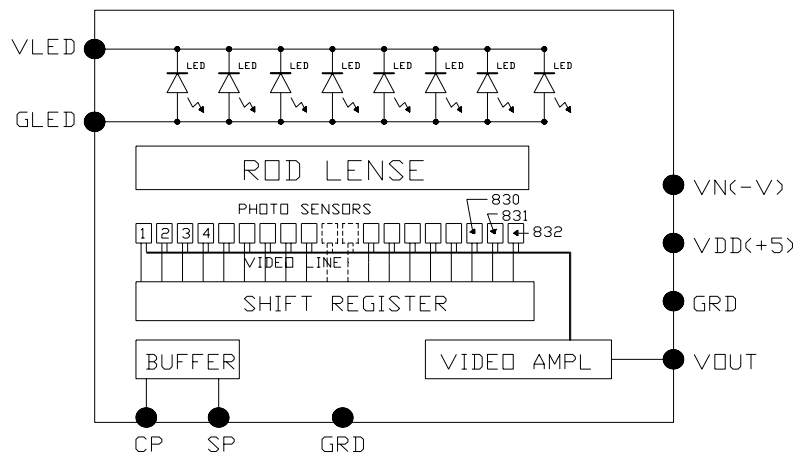 VLED
LED LED LED LED LED LED LED LED
GLED
ROD LENSE
VN(-V)
830
PHOTO SENSORS
831
1 2 3 4
832
VDD(+5)
VIDEO LINE
SHIFT REGISTER
GRD
BUFFER
VIDEO AMPL
VOUT
CP
SP
GRD